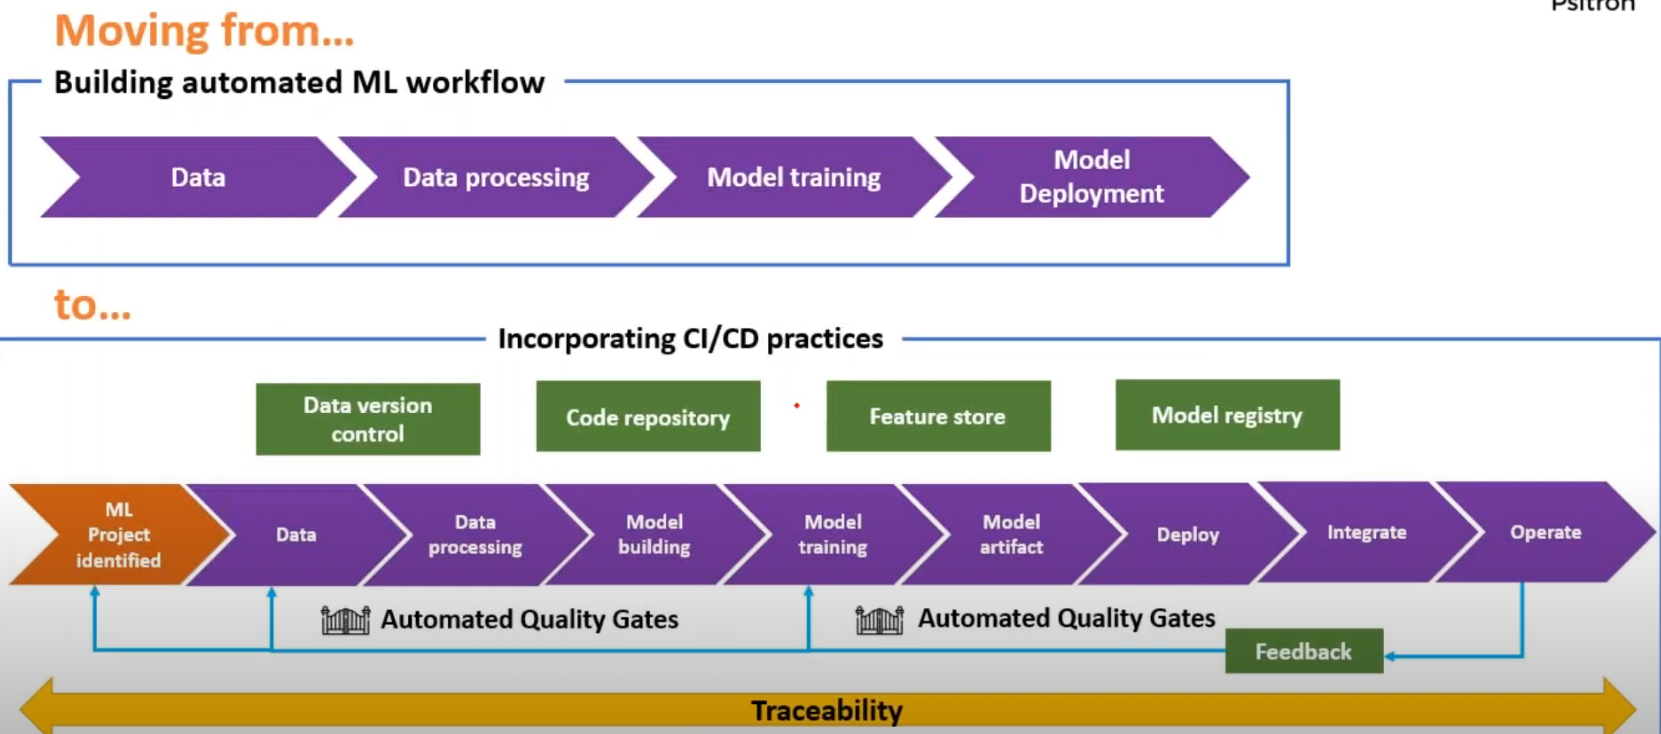 Psitron
Moving from...
Building automated ML workflow
Data
Data processing
Model training
Model
Deployment
to...
Incorporating CI/CD practices
Data version
control
Code repository
Feature store
Model registry
ML
Project
identified
Data
Data
processing
Model
building
Model
training
Model
artifact
Deploy
Integrate
Operate
Automated Quality Gates
Automated Quality Gates
Feedback
Traceability